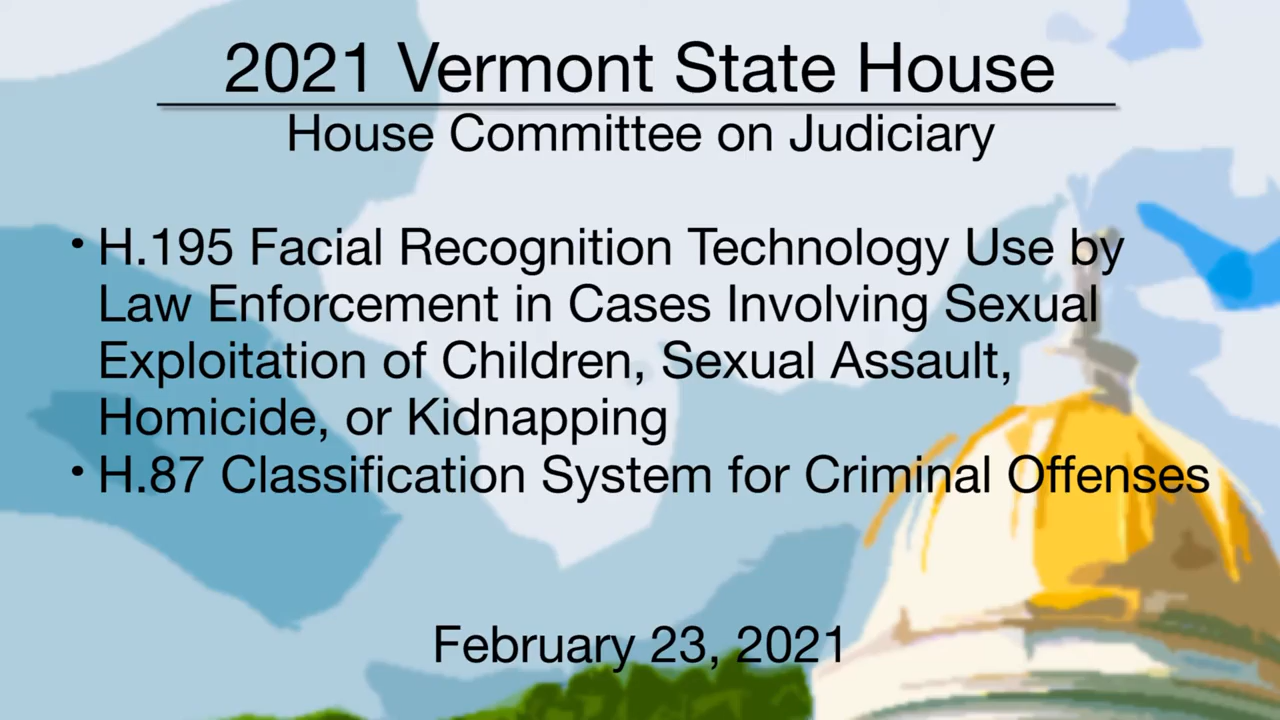 2021 Vermont State House
House Committee on Judiciary
• H.195 Facial Recognition Technology Use by
Law Enforcement in Cases Involving Sexual
Exploitation of Children, Sexual Assault,
Homicide, or Kidnapping
• H.87 Classification System for Criminal Offenses
February 23, 2021